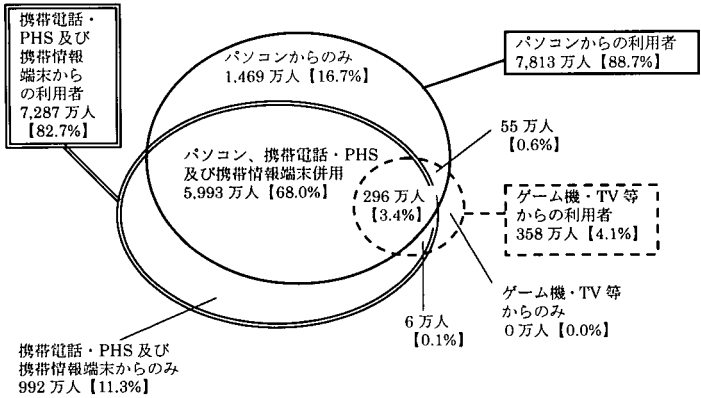 携帯電話・
PHS 及び
携帯情報
端末から
の利用者
7,287 万人
【82.7%】
パソコンからのみ
1,469 万人【16.7%】
パソコンからの利用者
7,813 万人【88.7%】
55 万人
【0.6%】
パソコン、携帯電話・PHS
及び携帯情報端末併用
5,993 万人【68.0%】
296 万人
【3.4%】
ゲーム機・TV 等
からの利用者
358 万人【4.1%】
ゲーム機・TV 等
からのみ
0 万人【0.0%】
6 万人
【0.1%】
携帯電話・PHS 及び
携帯情報端末からのみ
992 万人【11.3%】